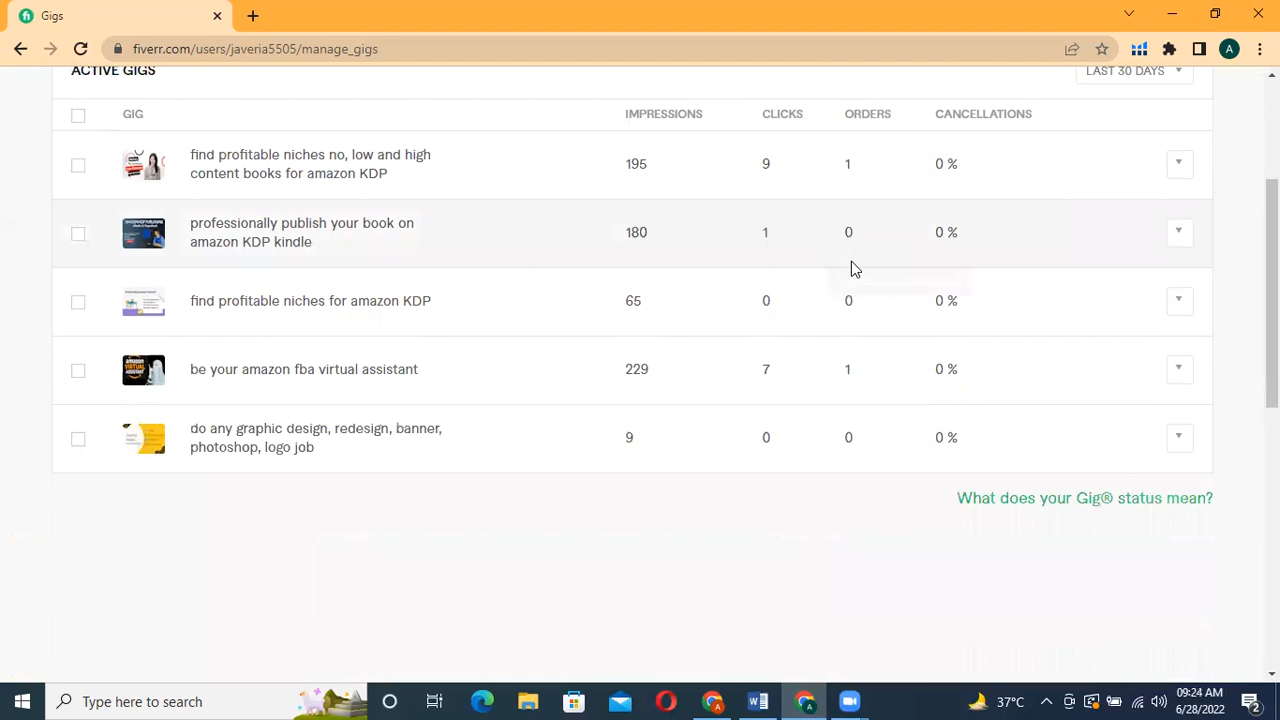 Gigs
fiverr.com/users/javeria5505/manage_gigs
A
ACTIVE GIGS
LAST 30 DAYS
GIG IMPRESSIONS CLICKS ORDERS CANCELLATIONS
find profitable niches no, low and high
content books for amazon KDP
195 9 1 0 %
professionally publish your book on
amazon KDP kindle
180 1 0 0 %
find profitable niches for amazon KDP 65 0 0 0 %
be your amazon fba virtual assistant 229 7 1 0 %
do any graphic design, redesign, banner,
photoshop, logo job
9 0 0 0 %
What does your Gig® status mean?
Type here to search
37°C
09:24 AM
6/28/2022
2